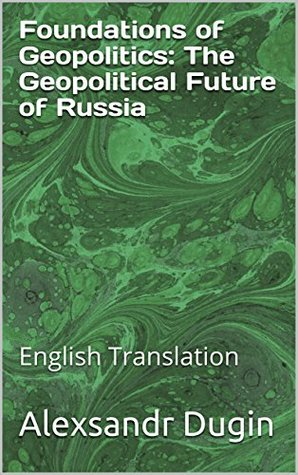 Foundations of
Geopolitics: The
Geopolitical Future
of Russia
English Translation
Alexsandr Dugin